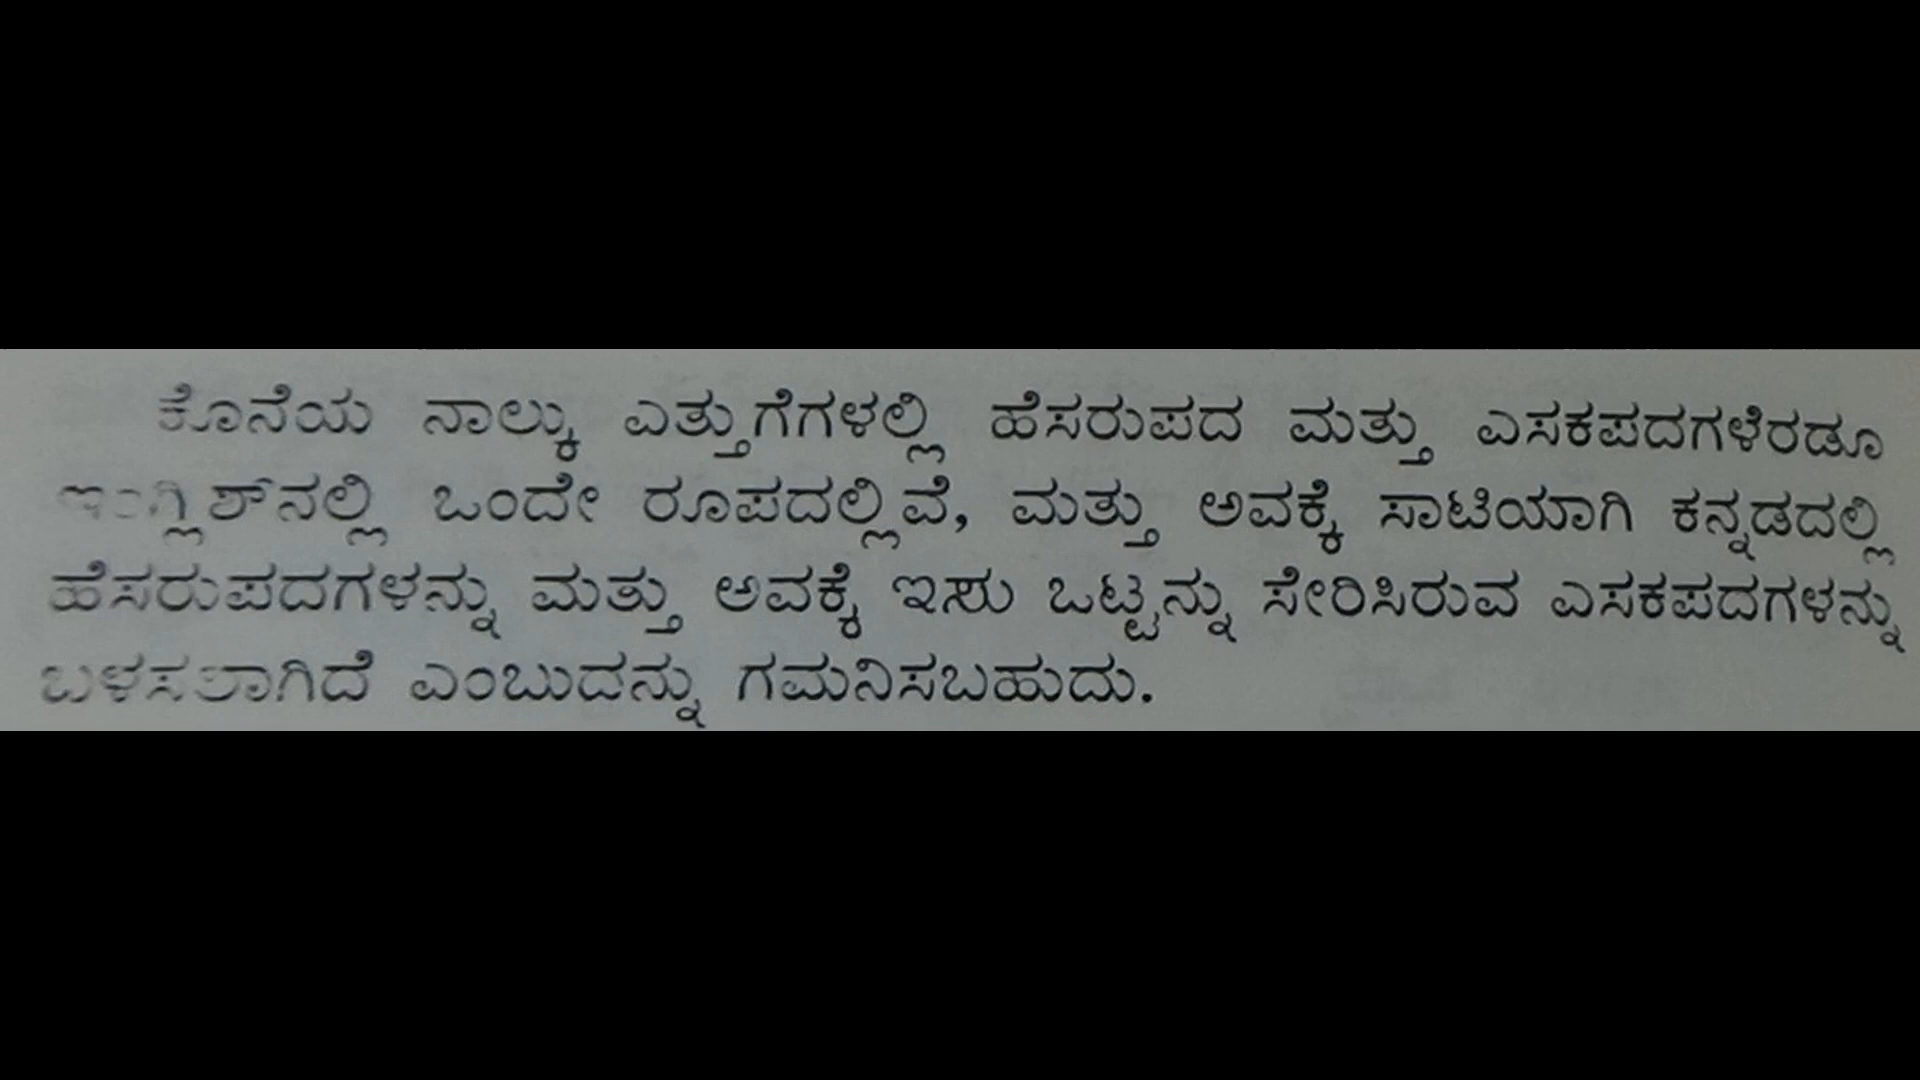 ಕೊನೆಯ ನಾಲ್ಕು ಎತ್ತುಗೆಗಳಲ್ಲಿ ಹೆಸರುಪದ ಮತ್ತು ಎಸಕಪದಗಳೆರಡೂ
ಇಂಗ್ಲಿಶ್‌ನಲ್ಲಿ ಒಂದೇ ರೂಪದಲ್ಲಿವೆ, ಮತ್ತು ಅವಕ್ಕೆ ಸಾಟಿಯಾಗಿ ಕನ್ನಡದಲ್ಲಿ
ಹೆಸರುಪದಗಳನ್ನು ಮತ್ತು ಅವಕ್ಕೆ ಇಸು ಒಟ್ಟನ್ನು ಸೇರಿಸಿರುವ ಎಸಕಪದಗಳನ್ನು
ಬಳಸಲಾಗಿದೆ ಎಂಬುದನ್ನು ಗಮನಿಸಬಹುದು.